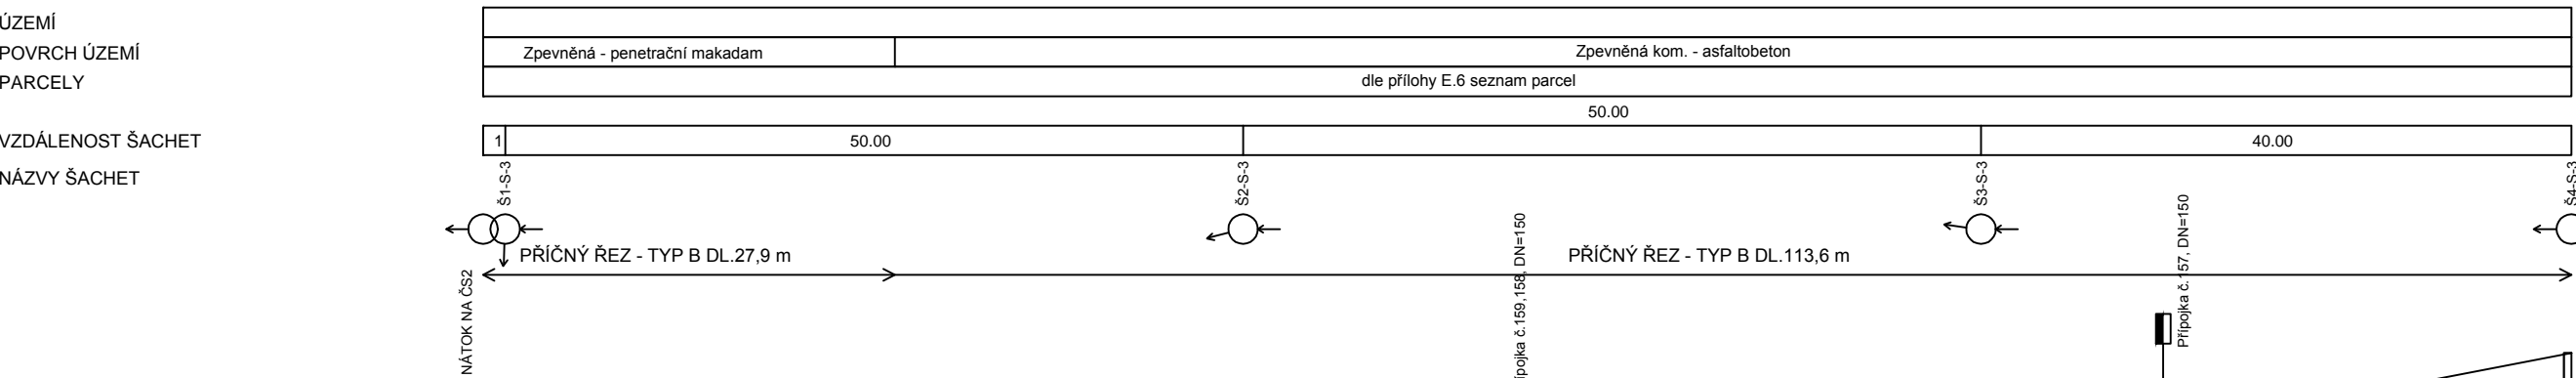 ÚZEMÍ
POVRCH ÚZEMÍ
Zpevněná - penetrační makadam
Zpevněná kom. - asfaltobeton
PARCELY
dle přílohy E.6 seznam parcel
50.00
VZDÁLENOST ŠACHET
1
50.00
40.00
NÁZVY ŠACHET
Š1-S-3
Š2-S-3
Š3-S-3
Š4-S-3
PŘÍČNÝ ŘEZ - TYP B DL.27,9 m
PŘÍČNÝ ŘEZ - TYP B DL.113,6 m
NÁTOK NA ČS2
č.159,158, DN=150
Přípojka č.157, DN=150